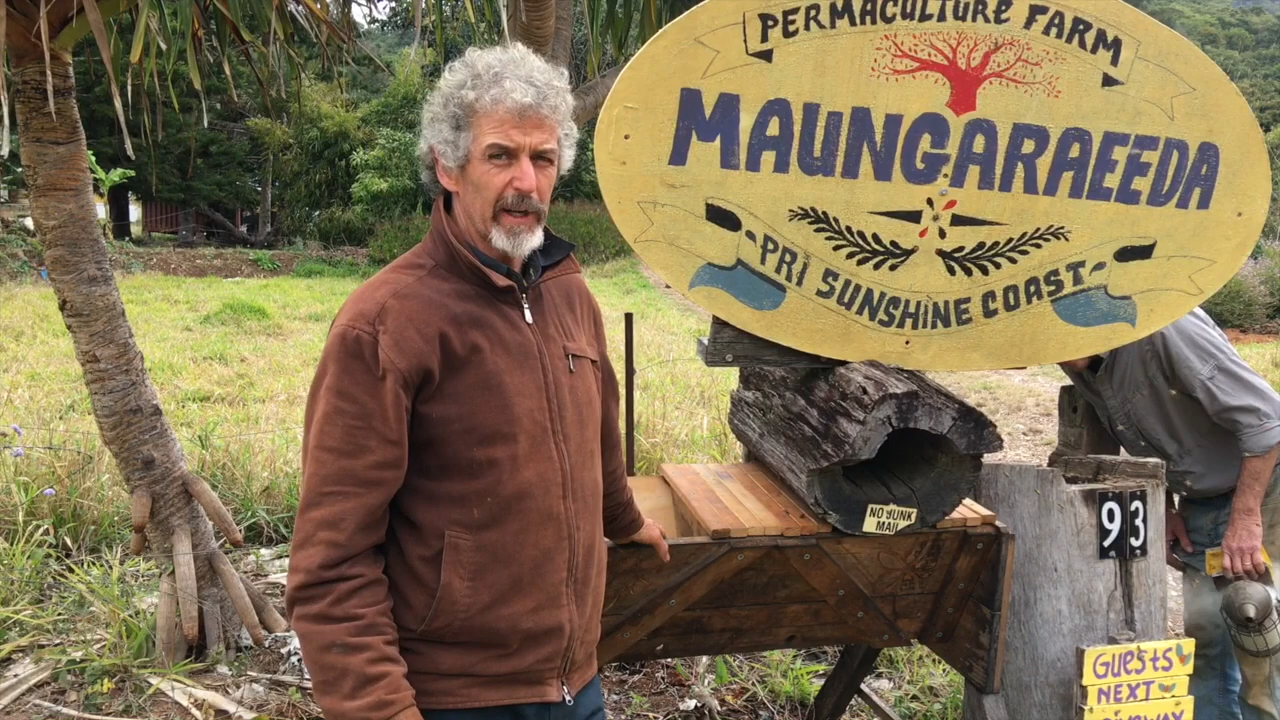 PERMACULTURE FARM
MAUNGARAEEDA
-PRI SUNSHINE COAST-
NO JUNK
MAIL
93
GUESTS
NEXT